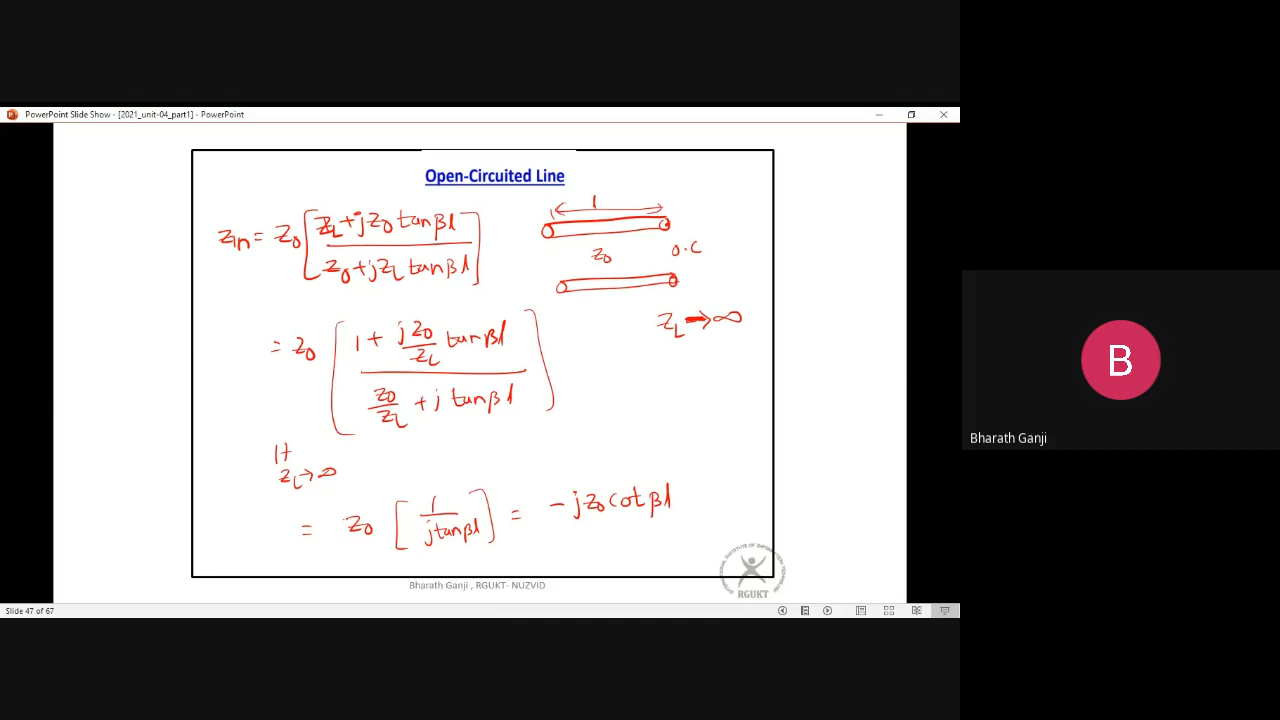 PowerPoint Slide Show - [2021_unit-04_part1] - PowerPoint
Open-Circuited Line
l
Zin = Z0 [ZL + jZ0 tanβl / Z0 + jZL tanβl]
Z0
O.C
ZL → ∞
= Z0 (1 + jZ0/ZL tanβl / Z0/ZL + j tanβl)
lt
ZL → ∞
= Z0 [1 / j tanβl] = -jZ0 cot βl
RGUKT
Bharath Ganji , RGUKT- NUZVID
Slide 47 of 67
B
Bharath Ganji